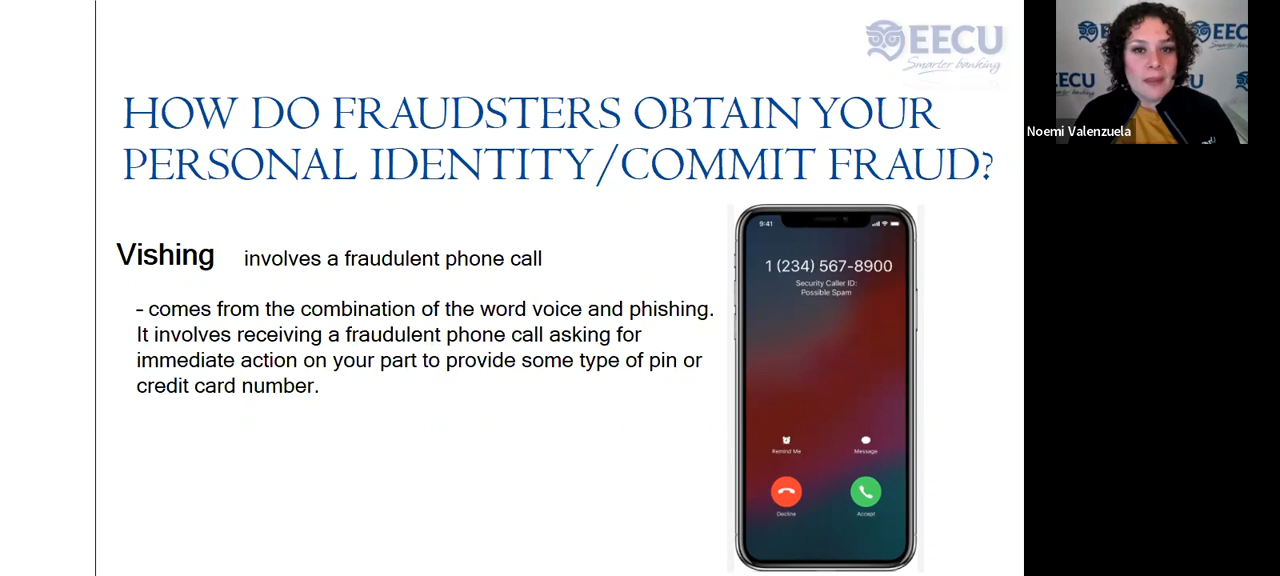 EECU
Smarter banking
HOW DO FRAUDSTERS OBTAIN YOUR
PERSONAL IDENTITY/COMMIT FRAUD?
Vishing involves a fraudulent phone call
- comes from the combination of the word voice and phishing.
It involves receiving a fraudulent phone call asking for
immediate action on your part to provide some type of pin or
credit card number.
9:41
1 (234) 567-8900
Security Caller ID:
Possible Spam
Remind Me
Message
Decline
Accept
EECU
EECU
Noemi Valenzuela